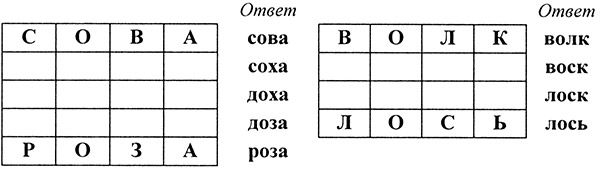 Ответ
С О В А сова
соха
доха
доза
Р О З А роза
Ответ
В О Л К волк
воск
лоск
Л О С Ь лось